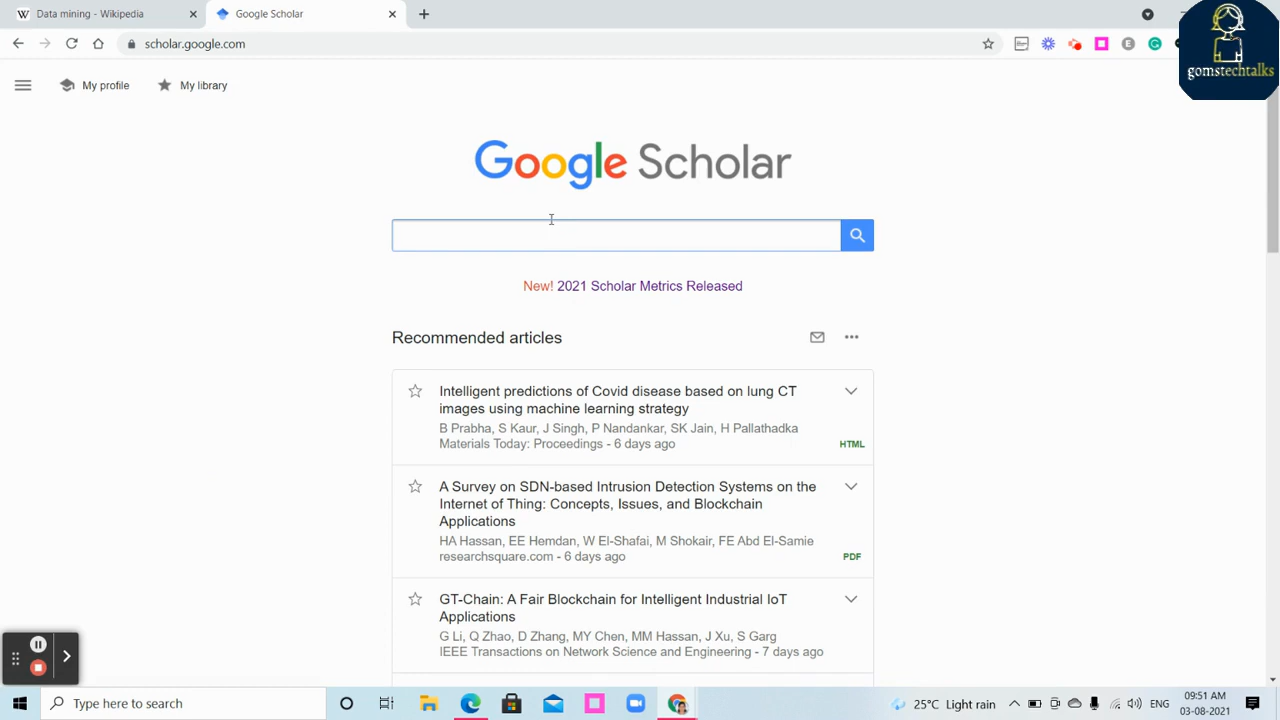 Data mining - Wikipedia
Google Scholar
scholar.google.com
gomstechtalks
My profile
My library
Google Scholar
New! 2021 Scholar Metrics Released
Recommended articles
Intelligent predictions of Covid disease based on lung CT
images using machine learning strategy
B Prabha, S Kaur, J Singh, P Nandankar, SK Jain, H Pallathadka
Materials Today: Proceedings - 6 days ago
HTML
A Survey on SDN-based Intrusion Detection Systems on the
Internet of Thing: Concepts, Issues, and Blockchain
Applications
HA Hassan, EE Hemdan, W El-Shafai, M Shokair, FE Abd El-Samie
researchsquare.com - 6 days ago
PDF
GT-Chain: A Fair Blockchain for Intelligent Industrial IoT
Applications
G Li, Q Zhao, D Zhang, MY Chen, MM Hassan, J Xu, S Garg
IEEE Transactions on Network Science and Engineering - 7 days ago
Type here to search
25°C Light rain
ENG
09:51 AM
03-08-2021